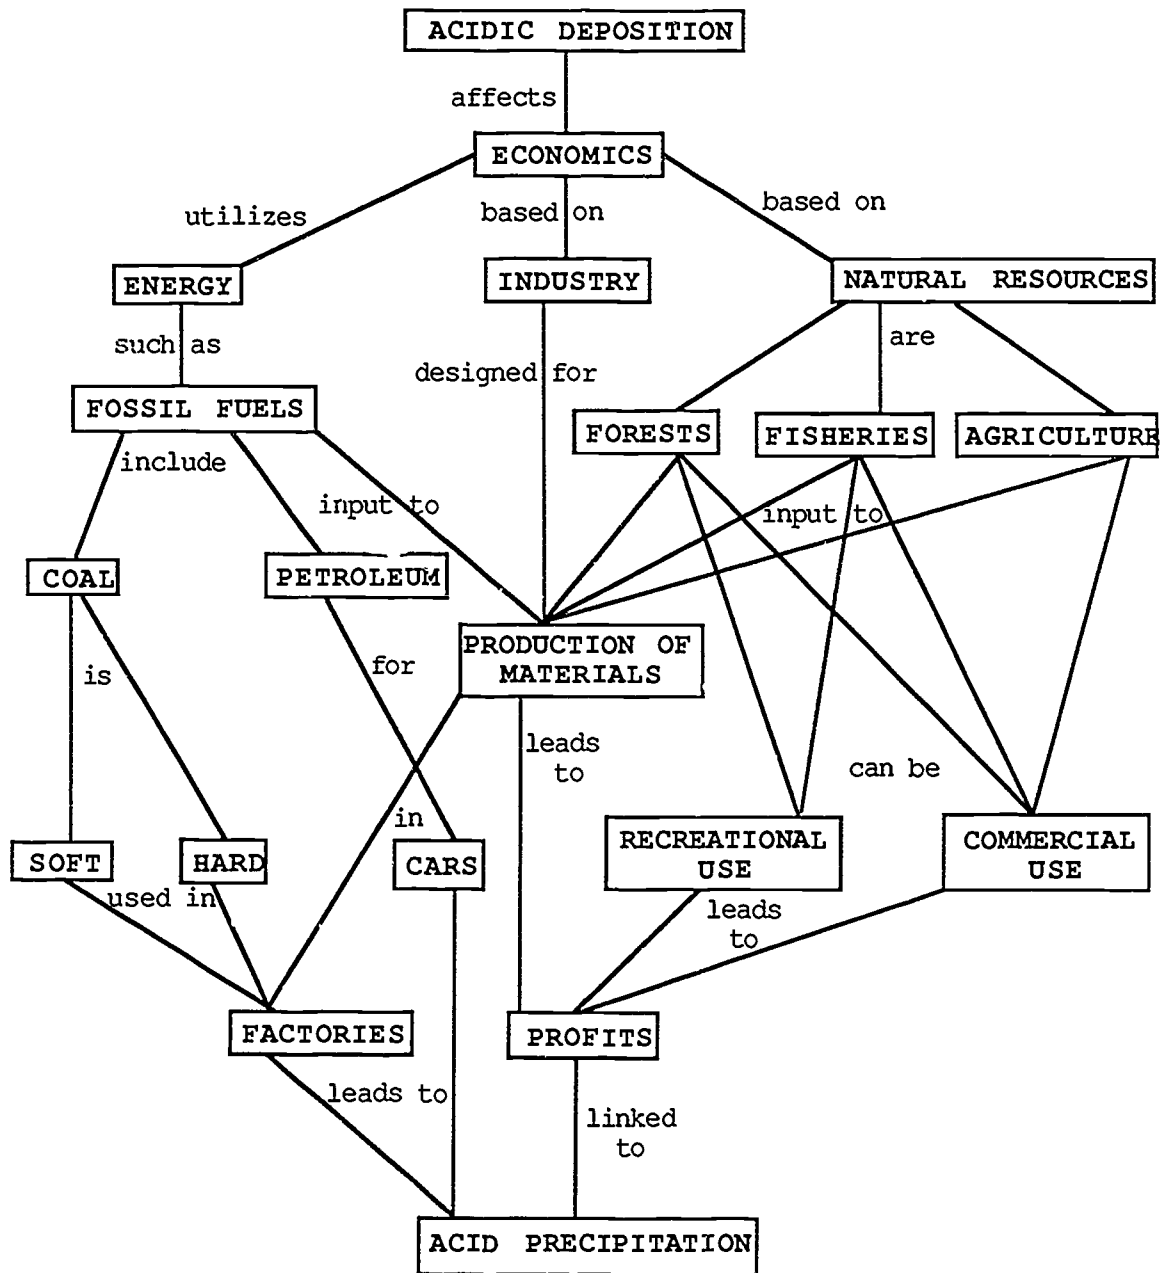 ACIDIC DEPOSITION
affects
ECONOMICS
utilizes
based on
based on
ENERGY
INDUSTRY
NATURAL RESOURCES
such as
designed for
are
FOSSIL FUELS
FORESTS
FISHERIES
AGRICULTURE
include
input to
input to
COAL
PETROLEUM
PRODUCTION OF
MATERIALS
is
for
leads
to
can be
in
SOFT
HARD
CARS
RECREATIONAL
USE
COMMERCIAL
USE
used in
leads
to
FACTORIES
PROFITS
leads to
linked
to
ACID PRECIPITATION